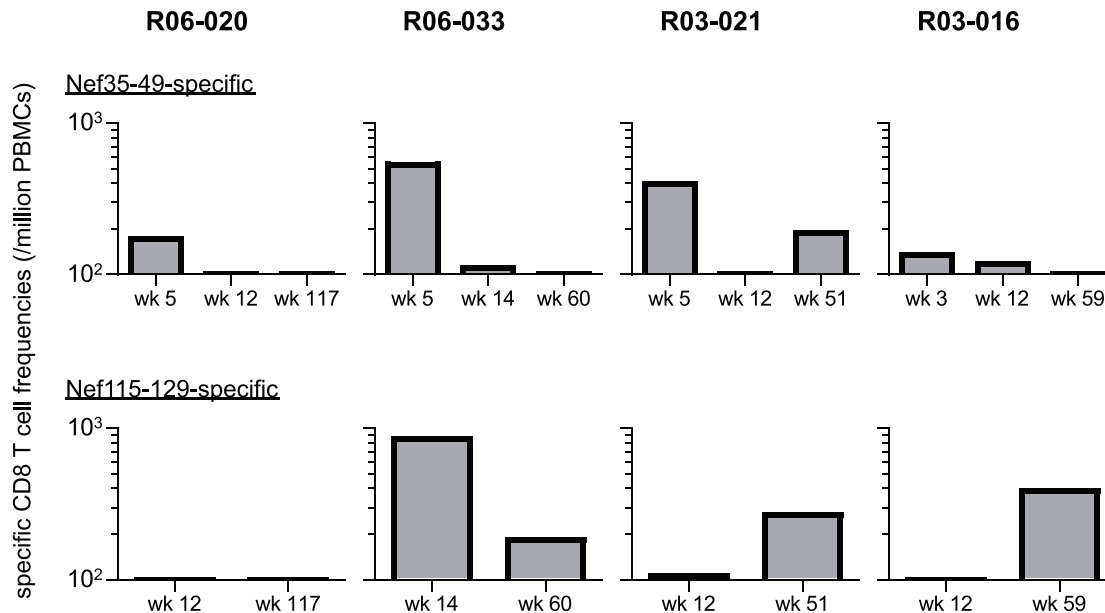 R06-020 R06-033 R03-021 R03-016
specific CD8 T cell frequencies (/million PBMCs)
Nef35-49-specific
10³
10²
wk 5 wk 12 wk 117 wk 5 wk 14 wk 60 wk 5 wk 12 wk 51 wk 3 wk 12 wk 59
Nef115-129-specific
10³
10²
wk 12 wk 117 wk 14 wk 60 wk 12 wk 51 wk 12 wk 59